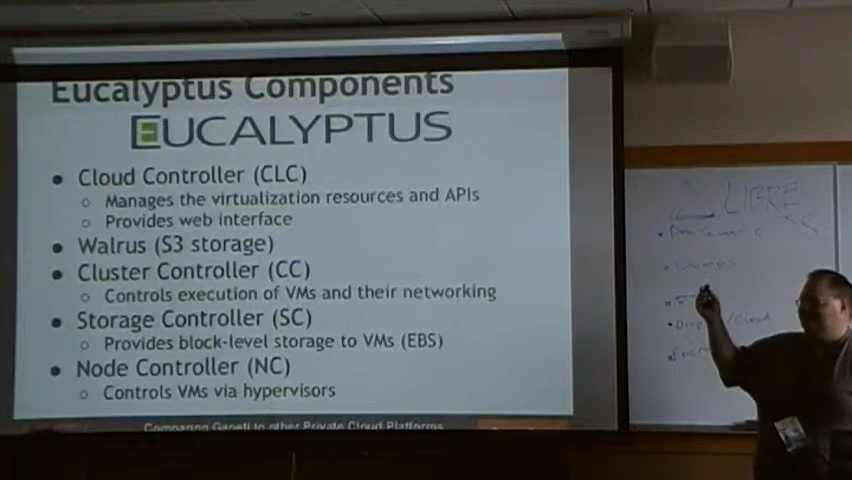 Eucalyptus Components
EUCALYPTUS
• Cloud Controller (CLC)
○ Manages the virtualization resources and APIs
○ Provides web interface
• Walrus (S3 storage)
• Cluster Controller (CC)
○ Controls execution of VMs and their networking
• Storage Controller (SC)
○ Provides block-level storage to VMs (EBS)
• Node Controller (NC)
○ Controls VMs via hypervisors
Comparing Ganeti to other Private Cloud Platforms
LIBRE